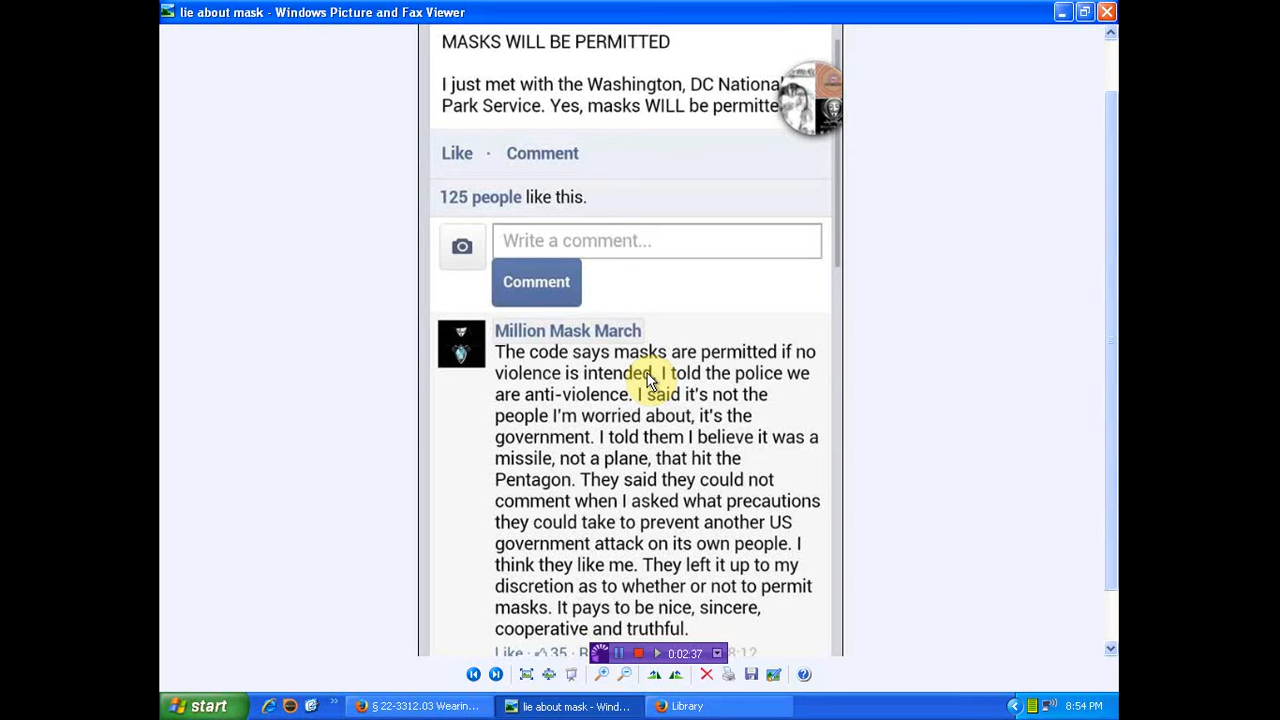 lie about mask - Windows Picture and Fax Viewer
MASKS WILL BE PERMITTED
I just met with the Washington, DC National
Park Service. Yes, masks WILL be permitte
Like · Comment
125 people like this.
Write a comment...
Comment
Million Mask March
The code says masks are permitted if no
violence is intended. I told the police we
are anti-violence. I said it's not the
people I'm worried about, it's the
government. I told them I believe it was a
missile, not a plane, that hit the
Pentagon. They said they could not
comment when I asked what precautions
they could take to prevent another US
government attack on its own people. I
think they like me. They left it up to my
discretion as to whether or not to permit
masks. It pays to be nice, sincere,
cooperative and truthful.
Like · 35 · R
8:12
0:02:37
start
§ 22-3312.03 Wearin...
lie about mask - Wind...
Library
8:54 PM